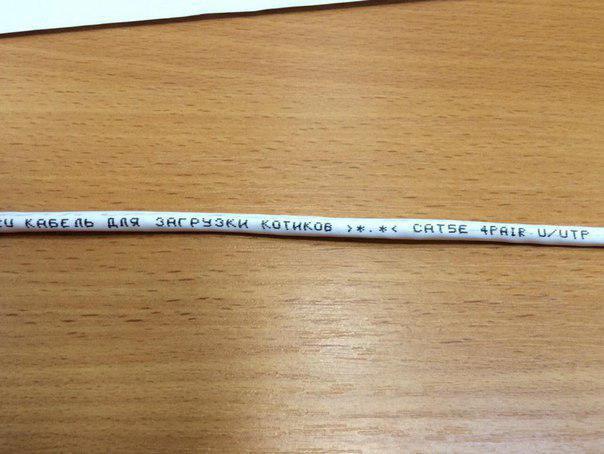 КАБЕЛЬ ДЛЯ ЗАГРУЗКИ КОТИКОВ >*.*< CAT5E 4PAIR U/UTP